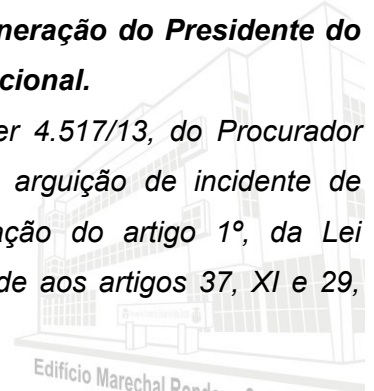 neração do Presidente do
cional.
er 4.517/13, do Procurador
arguição de incidente de
ação do artigo 1º, da Lei
de aos artigos 37, XI e 29,
Edifício Marechal